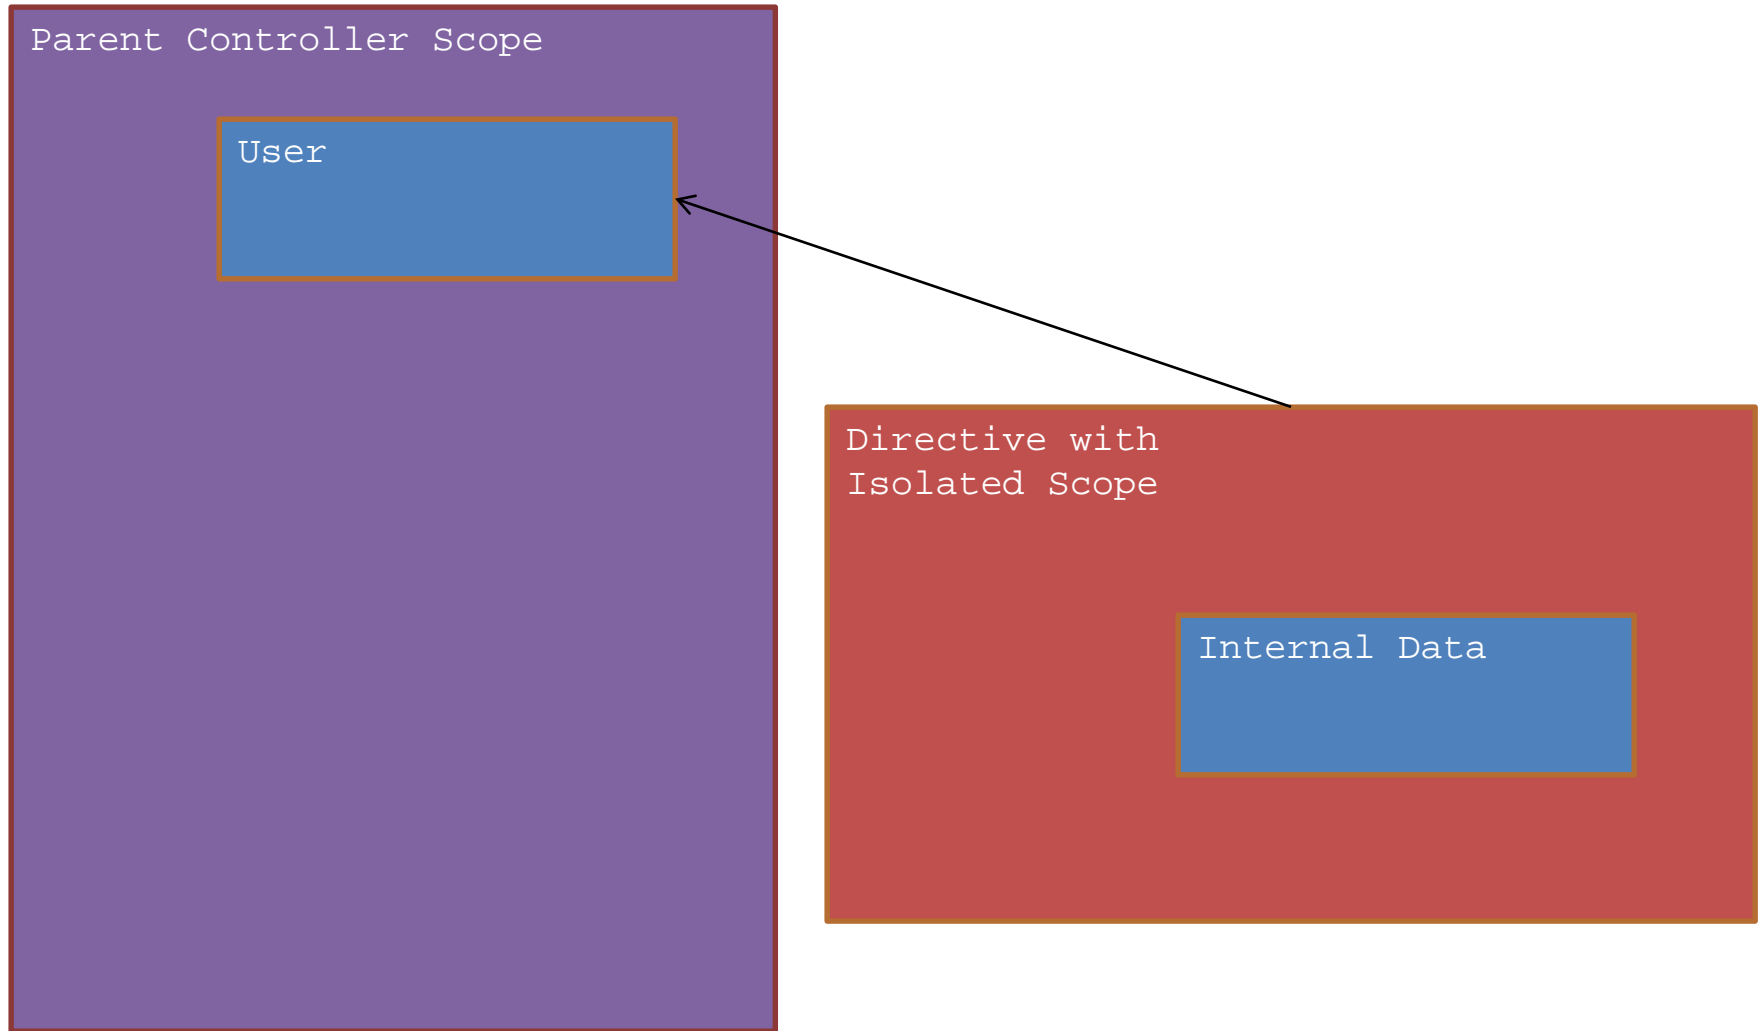 Parent Controller Scope
User
Directive with
Isolated Scope
Internal Data